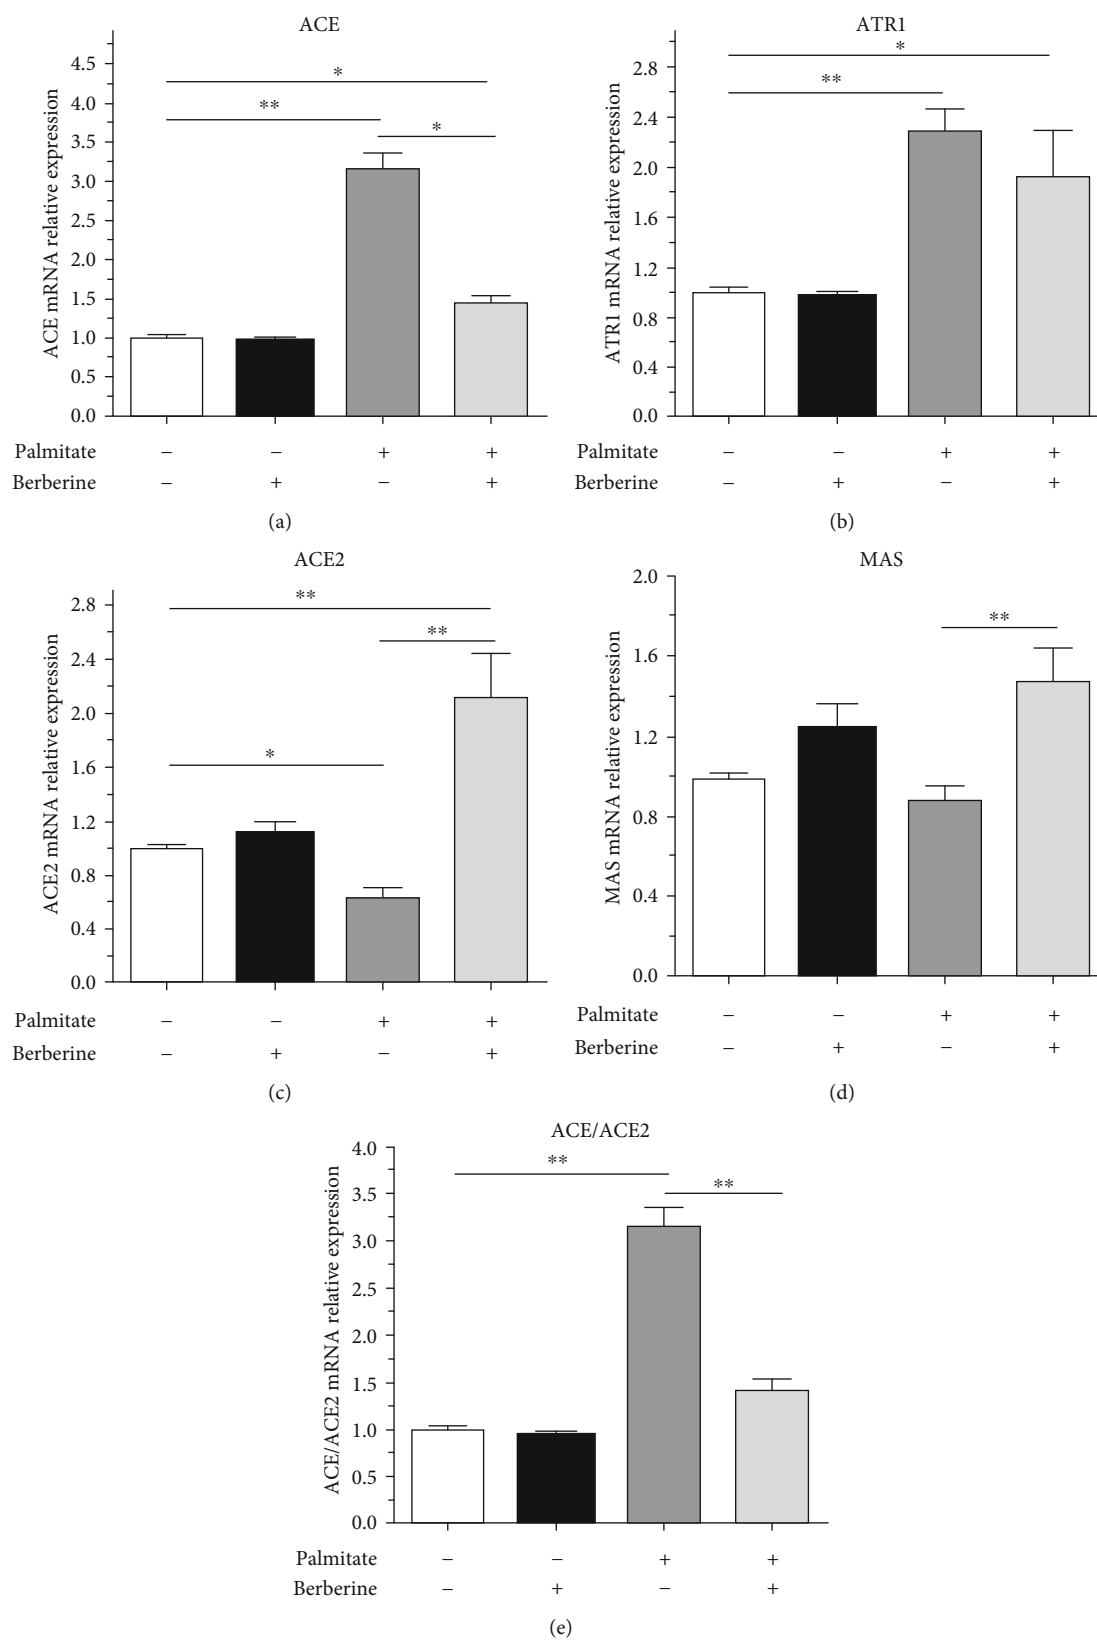 ACE
ACE mRNA relative expression
4.5
4.0
3.5
3.0
2.5
2.0
1.5
1.0
0.5
0.0
*
**
*
Palmitate − − + +
Berberine − + − +
(a)
ATR1
ATR1 mRNA relative expression
2.8
2.4
2.0
1.6
1.2
0.8
0.4
0.0
*
**
Palmitate − − + +
Berberine − + − +
(b)
ACE2
ACE2 mRNA relative expression
2.8
2.4
2.0
1.6
1.2
0.8
0.4
0.0
**
**
*
Palmitate − − + +
Berberine − + − +
(c)
MAS
MAS mRNA relative expression
2.0
1.6
1.2
0.8
0.4
0.0
**
Palmitate − − + +
Berberine − + − +
(d)
ACE/ACE2
ACE/ACE2 mRNA relative expression
4.0
3.5
3.0
2.5
2.0
1.5
1.0
0.5
0.0
**
**
Palmitate − − + +
Berberine − + − +
(e)